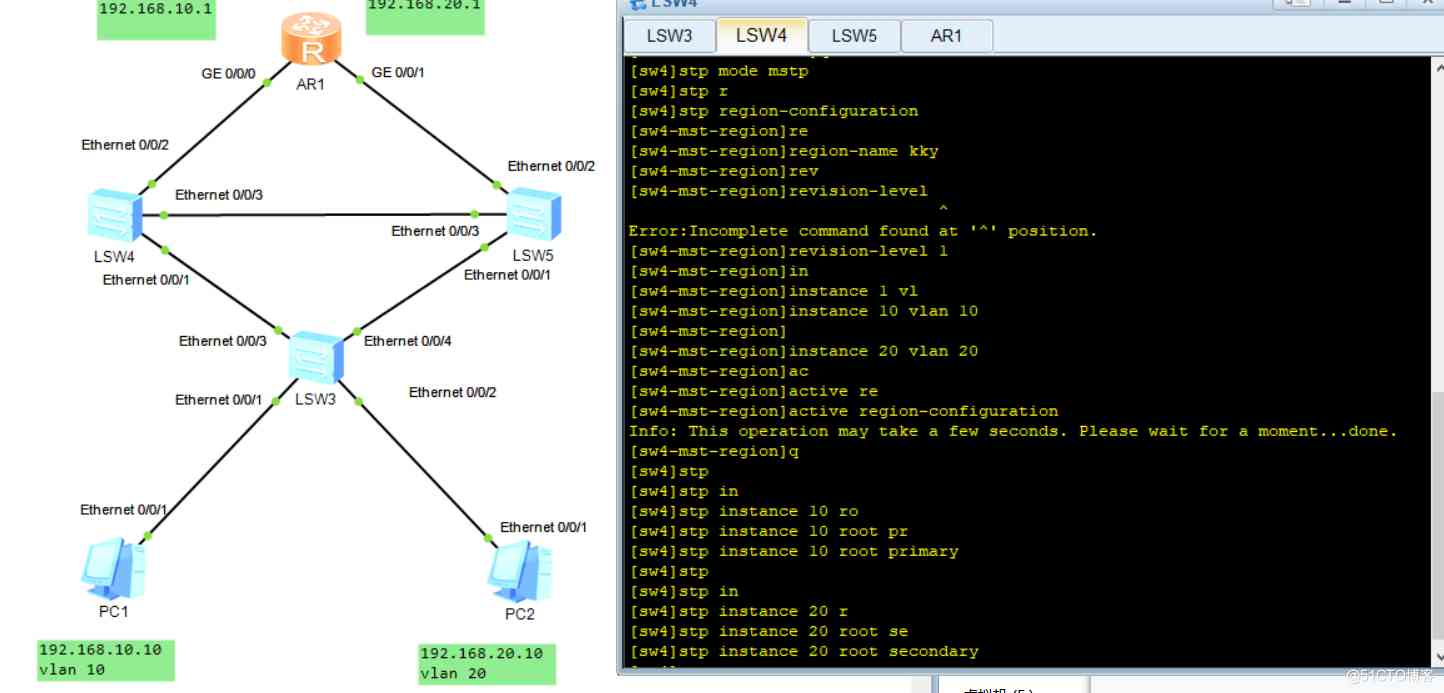 192.168.10.1
192.168.20.1
R
GE 0/0/0
GE 0/0/1
AR1
Ethernet 0/0/2
Ethernet 0/0/2
Ethernet 0/0/3
Ethernet 0/0/3
LSW4
LSW5
Ethernet 0/0/1
Ethernet 0/0/1
Ethernet 0/0/3
Ethernet 0/0/4
Ethernet 0/0/1
LSW3
Ethernet 0/0/2
Ethernet 0/0/1
Ethernet 0/0/1
PC1
PC2
192.168.10.10
vlan 10
192.168.20.10
vlan 20
LSW4
LSW3 LSW4 LSW5 AR1
[sw4]stp mode mstp
[sw4]stp r
[sw4]stp region-configuration
[sw4-mst-region]re
[sw4-mst-region]region-name kky
[sw4-mst-region]rev
[sw4-mst-region]revision-level
^
Error:Incomplete command found at '^' position.
[sw4-mst-region]revision-level 1
[sw4-mst-region]in
[sw4-mst-region]instance 1 vl
[sw4-mst-region]instance 10 vlan 10
[sw4-mst-region]
[sw4-mst-region]instance 20 vlan 20
[sw4-mst-region]ac
[sw4-mst-region]active re
[sw4-mst-region]active region-configuration
Info: This operation may take a few seconds. Please wait for a moment...done.
[sw4-mst-region]q
[sw4]stp
[sw4]stp in
[sw4]stp instance 10 ro
[sw4]stp instance 10 root pr
[sw4]stp instance 10 root primary
[sw4]stp
[sw4]stp in
[sw4]stp instance 20 r
[sw4]stp instance 20 root se
[sw4]stp instance 20 root secondary
@51CTO博客